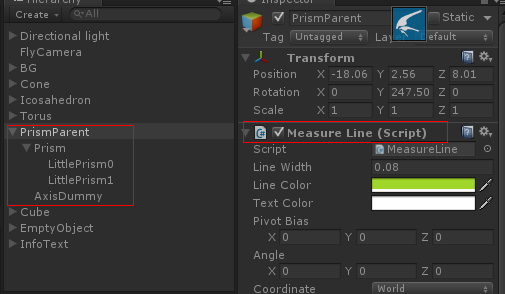 Hierarchy
Create
All
Directional light
FlyCamera
BG
Cone
Icosahedron
Torus
PrismParent
Prism
LittlePrism0
LittlePrism1
AxisDummy
Cube
EmptyObject
InfoText
Inspector
PrismParent Static
Tag Untagged Default
Transform
Position X -18.06 Y 2.56 Z 8.01
Rotation X 0 Y 247.50 Z 0
Scale X 1 Y 1 Z 1
Measure Line (Script)
Script MeasureLine
Line Width 0.08
Line Color
Text Color
Pivot Bias
X 0 Y 0 Z 0
Angle
X 0 Y 0 Z 0
Coordinate World